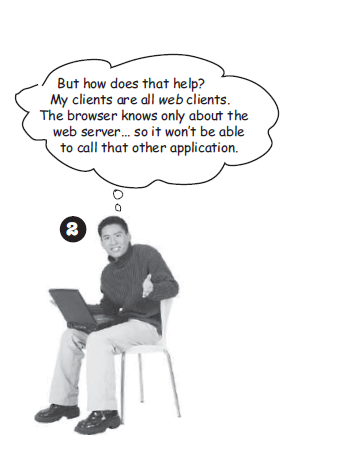 But how does that help?
My clients are all web clients.
The browser knows only about the
web server... so it won't be able
to call that other application.
2